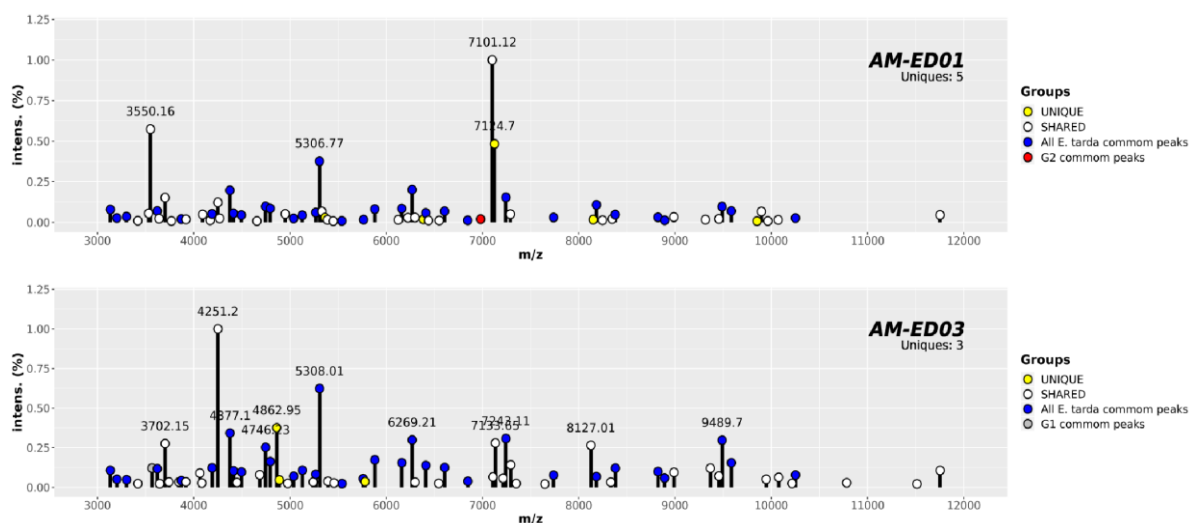 1.25
1.00
0.75
0.50
0.25
0.00
intens. (%)
7101.12
7124.7
3550.16
5306.77
AM-ED01
Uniques: 5
3000 4000 5000 6000 7000 8000 9000 10000 11000 12000
m/z
Groups
UNIQUE
SHARED
All E. tarda commom peaks
G2 commom peaks
1.25
1.00
0.75
0.50
0.25
0.00
intens. (%)
4251.2
5308.01
3702.15
4377.1
4862.95
4746.23
6269.21
7243.11
8127.01
9489.7
AM-ED03
Uniques: 3
3000 4000 5000 6000 7000 8000 9000 10000 11000 12000
m/z
Groups
UNIQUE
SHARED
All E. tarda commom peaks
G1 commom peaks